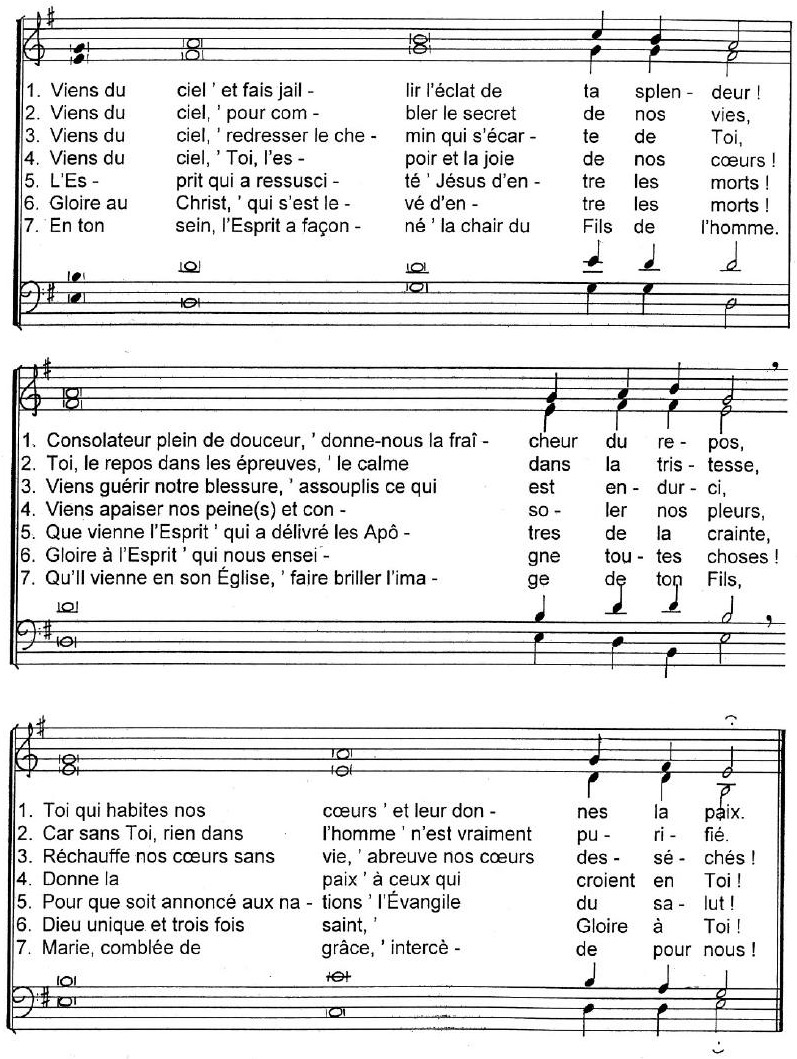 1. Viens du ciel ' et fais jail - lir l'éclat de ta splen - deur !
2. Viens du ciel, ' pour com - bler le secret de nos vies,
3. Viens du ciel, ' redresser le che - min qui s'écar - te de Toi,
4. Viens du ciel, ' Toi, l'es - poir et la joie de nos cœurs !
5. L'Es - prit qui a ressusci - té ' Jésus d'en - tre les morts !
6. Gloire au Christ, ' qui s'est le - vé d'en - tre les morts !
7. En ton sein, l'Esprit a façon - né ' la chair du Fils de l'homme.
1. Consolateur plein de douceur, ' donne-nous la fraî - cheur du re - pos,
2. Toi, le repos dans les épreuves, ' le calme dans la tris - tesse,
3. Viens guérir notre blessure, ' assouplis ce qui est en - dur - ci,
4. Viens apaiser nos peine(s) et con - so - ler nos pleurs,
5. Que vienne l'Esprit ' qui a délivré les Apô - tres de la crainte,
6. Gloire à l'Esprit ' qui nous ensei - gne tou - tes choses !
7. Qu'Il vienne en son Église, ' faire briller l'ima - ge de ton Fils,
1. Toi qui habites nos cœurs ' et leur don - nes la paix.
2. Car sans Toi, rien dans l'homme ' n'est vraiment pu - ri - fié.
3. Réchauffe nos cœurs sans vie, ' abreuve nos cœurs des - sé - chés !
4. Donne la paix ' à ceux qui croient en Toi !
5. Pour que soit annoncé aux na - tions ' l'Évangile du sa - lut !
6. Dieu unique et trois fois saint, ' Gloire à Toi !
7. Marie, comblée de grâce, ' intercè - de pour nous !